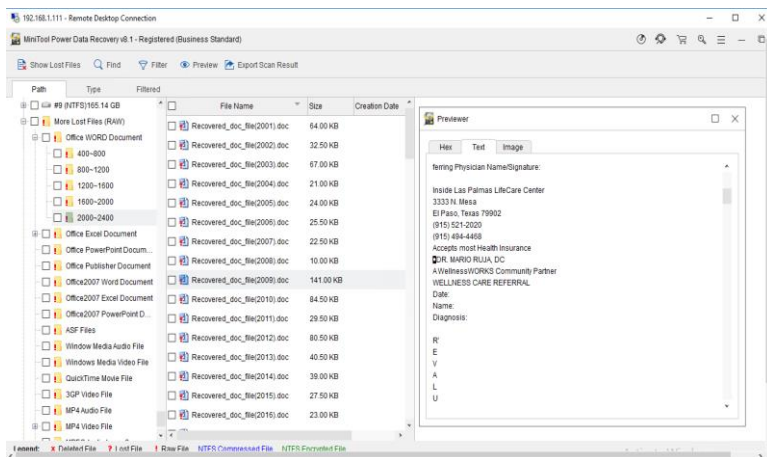 192.168.1.111 - Remote Desktop Connection
MiniTool Power Data Recovery v8.1 - Registered (Business Standard)
Show Lost Files Find Filter Preview Export Scan Result
Path Type Filtered
#9 (NTFS)165.14 GB
More Lost Files (RAW)
Office WORD Document
400~800
800~1200
1200~1600
1600~2000
2000~2400
Office Excel Document
Office PowerPoint Docum...
Office Publisher Document
Office2007 Word Document
Office2007 Excel Document
Office2007 PowerPoint D...
ASF Files
Window Media Audio File
Windows Media Video File
QuickTime Movie File
3GP Video File
MP4 Audio File
MP4 Video File
File Name Size Creation Date
Recovered_doc_file(2001).doc 64.00 KB
Recovered_doc_file(2002).doc 32.50 KB
Recovered_doc_file(2003).doc 67.00 KB
Recovered_doc_file(2004).doc 21.00 KB
Recovered_doc_file(2005).doc 24.00 KB
Recovered_doc_file(2006).doc 25.50 KB
Recovered_doc_file(2007).doc 22.50 KB
Recovered_doc_file(2008).doc 10.00 KB
Recovered_doc_file(2009).doc 141.00 KB
Recovered_doc_file(2010).doc 84.50 KB
Recovered_doc_file(2011).doc 29.50 KB
Recovered_doc_file(2012).doc 80.50 KB
Recovered_doc_file(2013).doc 40.50 KB
Recovered_doc_file(2014).doc 39.00 KB
Recovered_doc_file(2015).doc 27.50 KB
Recovered_doc_file(2016).doc 23.00 KB
Previewer
Hex Text Image
ferring Physician Name/Signature:
Inside Las Palmas LifeCare Center
3333 N. Mesa
El Paso, Texas 79902
(915) 521-2020
(915) 494-4468
Accepts most Health Insurance
DR. MARIO RUJA, DC
A WellnessWORKS Community Partner
WELLNESS CARE REFERRAL
Date:
Name:
Diagnosis:
R'
E
V
A
L
U
Legend: x Deleted File ? Lost File ! Raw File NTFS Compressed File NTFS Encrypted File